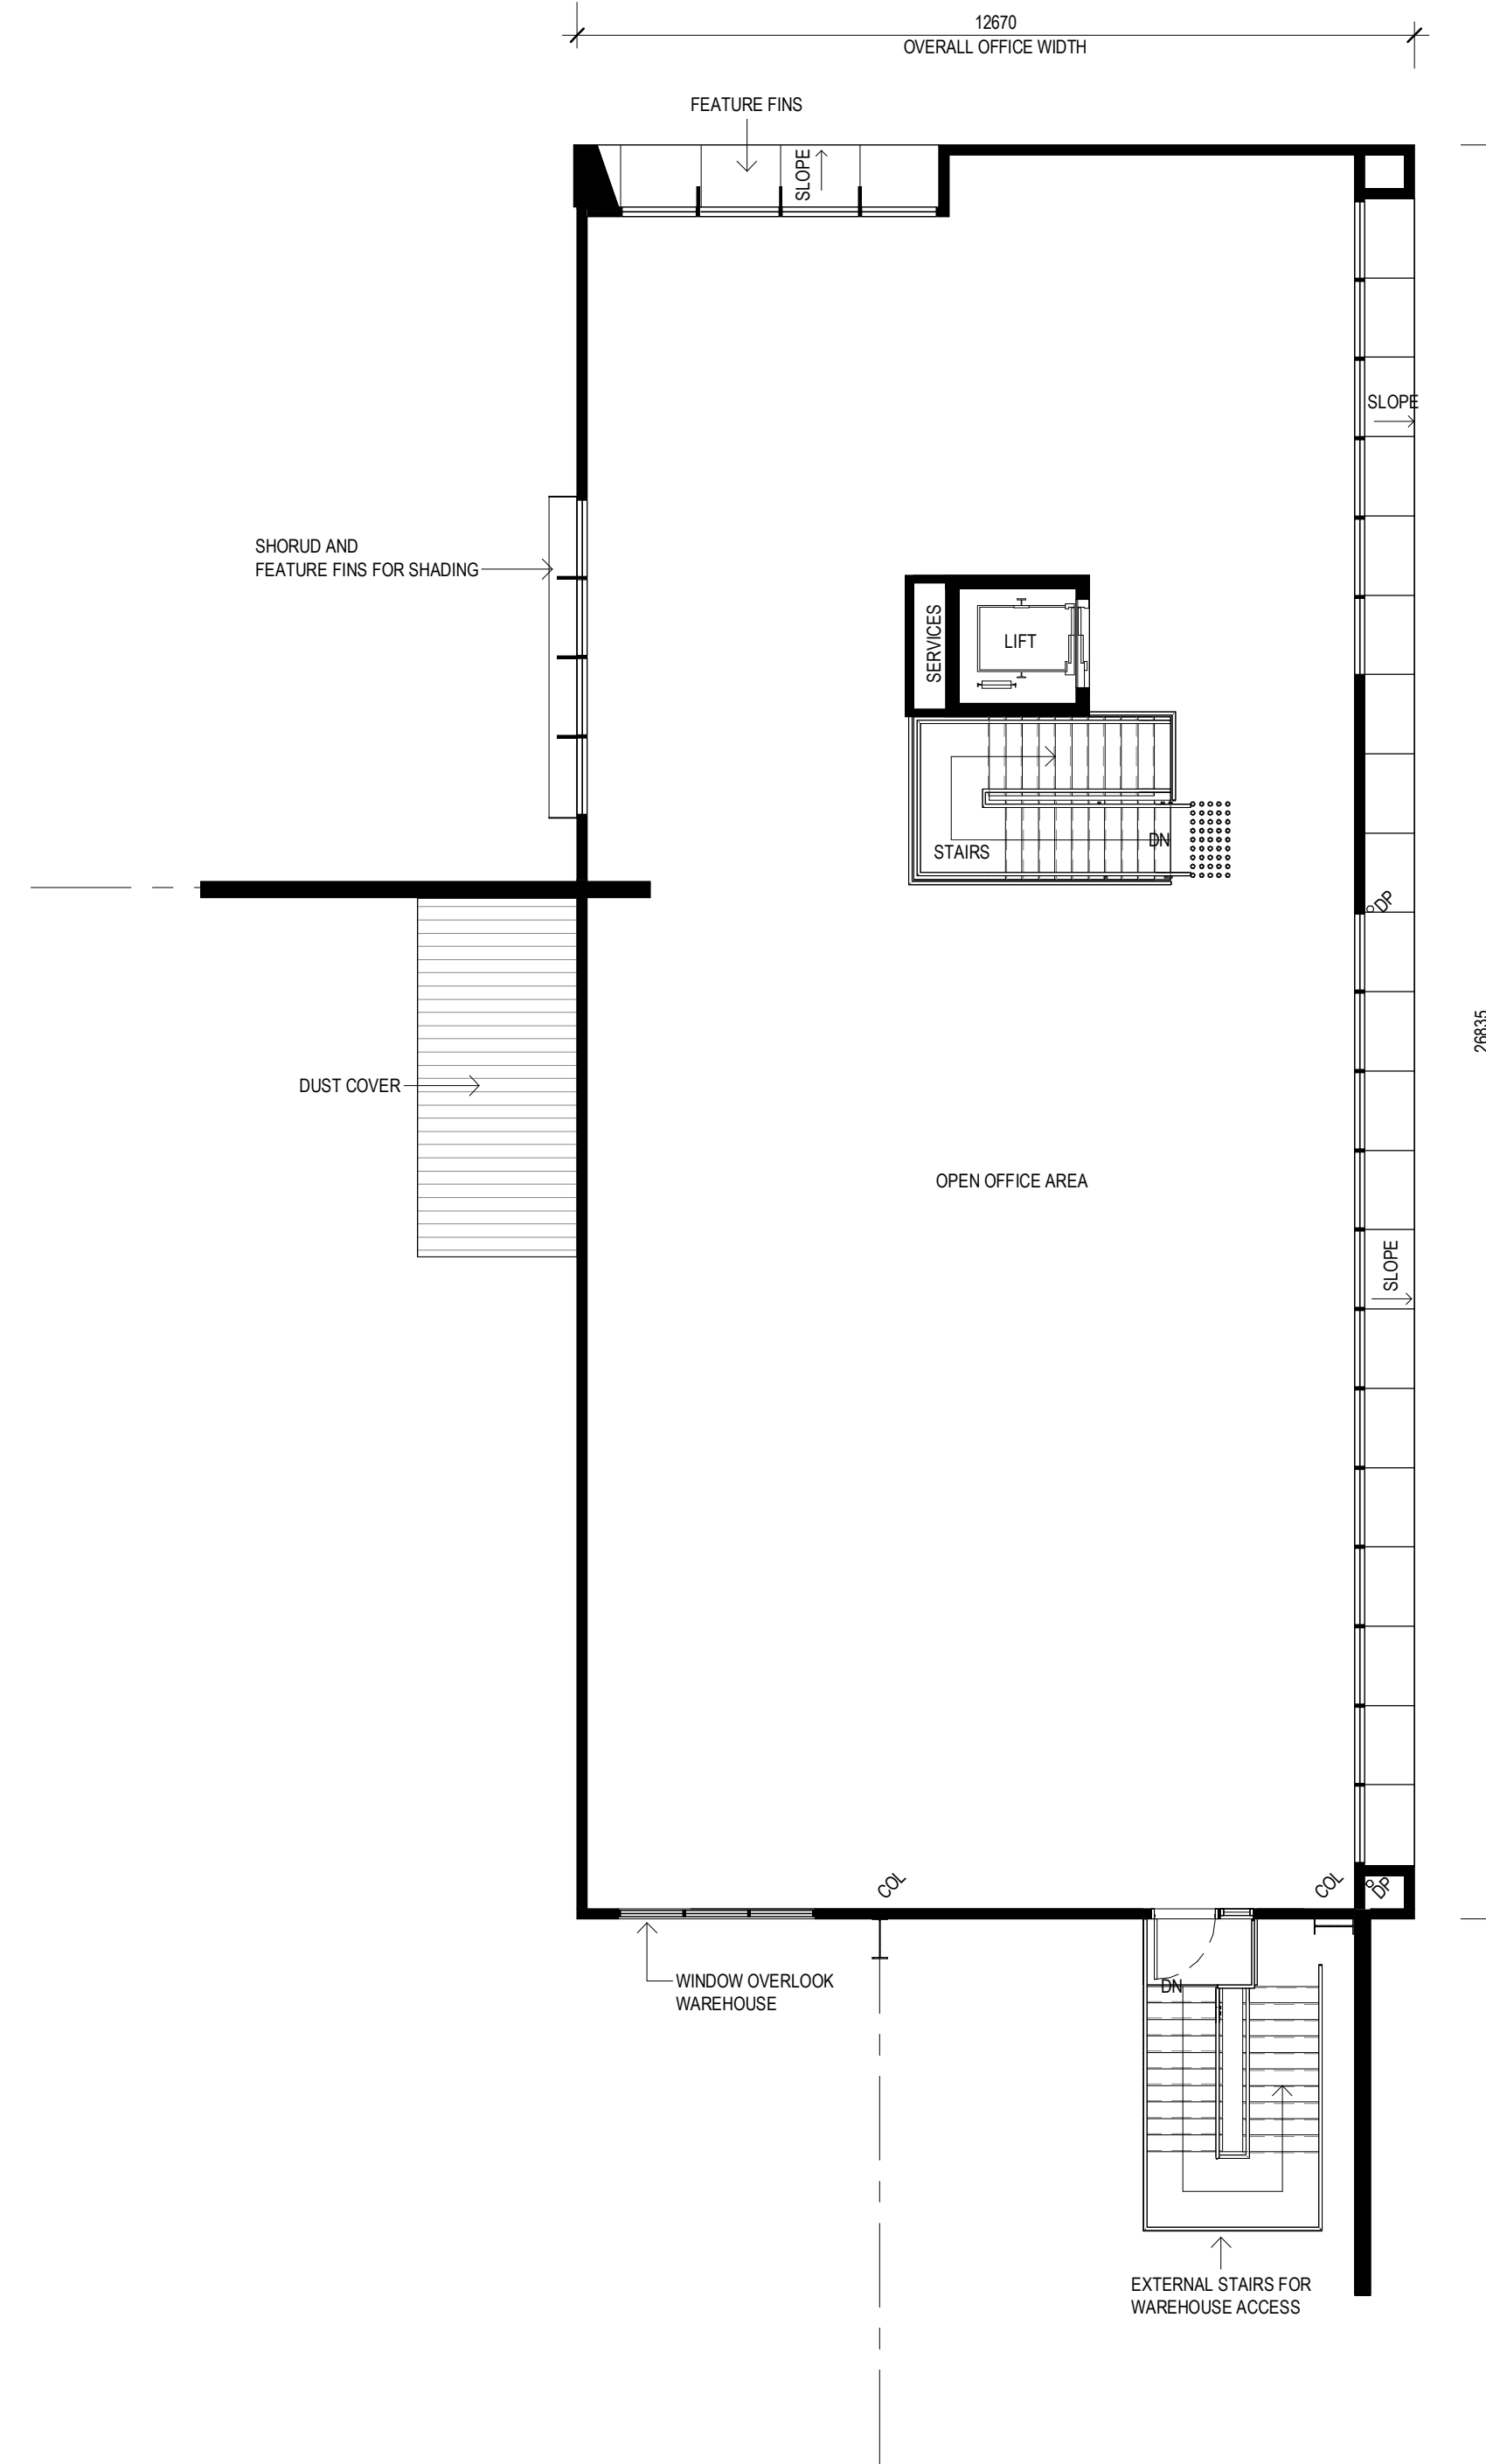 12670
OVERALL OFFICE WIDTH
FEATURE FINS
SLOPE
SLOPE
SHORUD AND
FEATURE FINS FOR SHADING
SERVICES
LIFT
STAIRS
DN
DP
26835
DUST COVER
OPEN OFFICE AREA
SLOPE
COL
COL
DP
WINDOW OVERLOOK
WAREHOUSE
DN
EXTERNAL STAIRS FOR
WAREHOUSE ACCESS